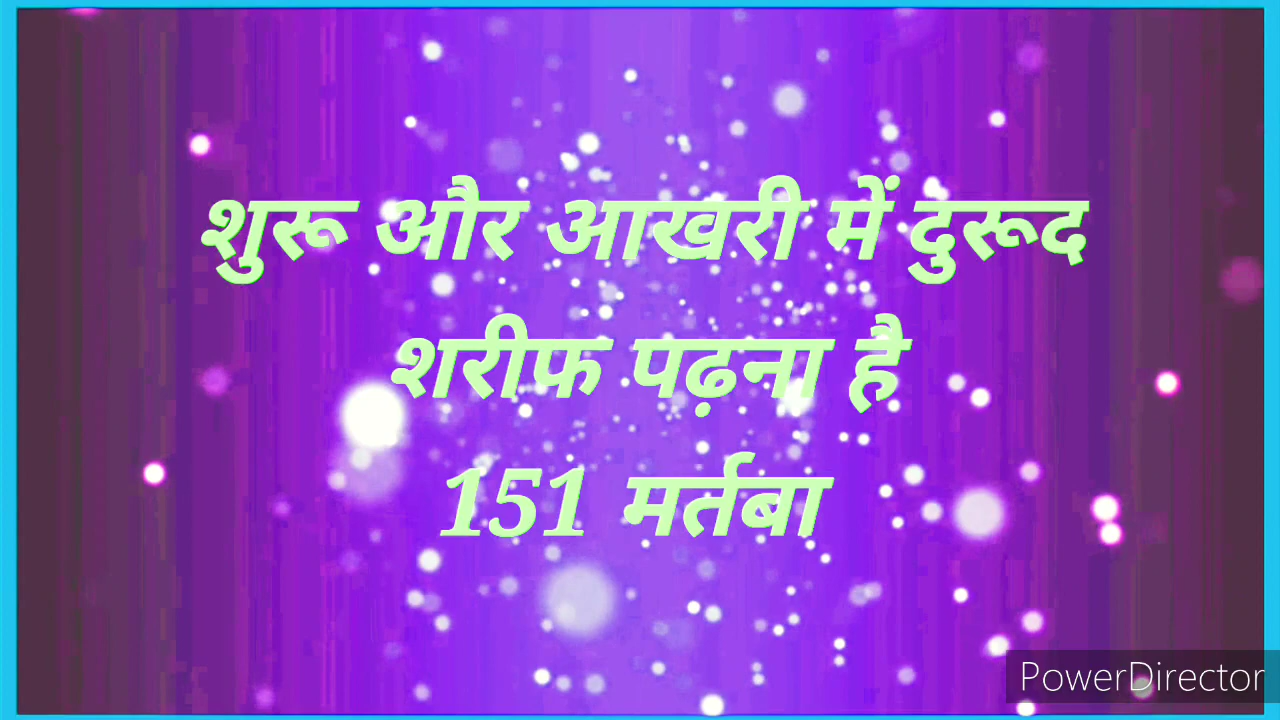 शुरू और आखरी में दुरूद
शरीफ पढ़ना है
151 मर्तबा
PowerDirector